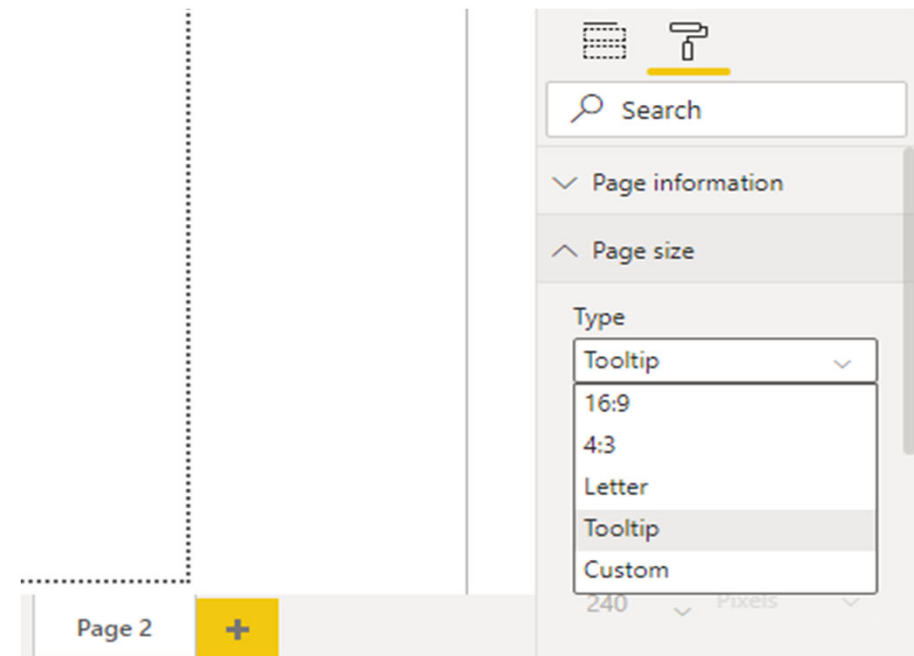 Search
Page information
Page size
Type
Tooltip
16:9
4:3
Letter
Tooltip
Custom
240 Pixels
Page 2